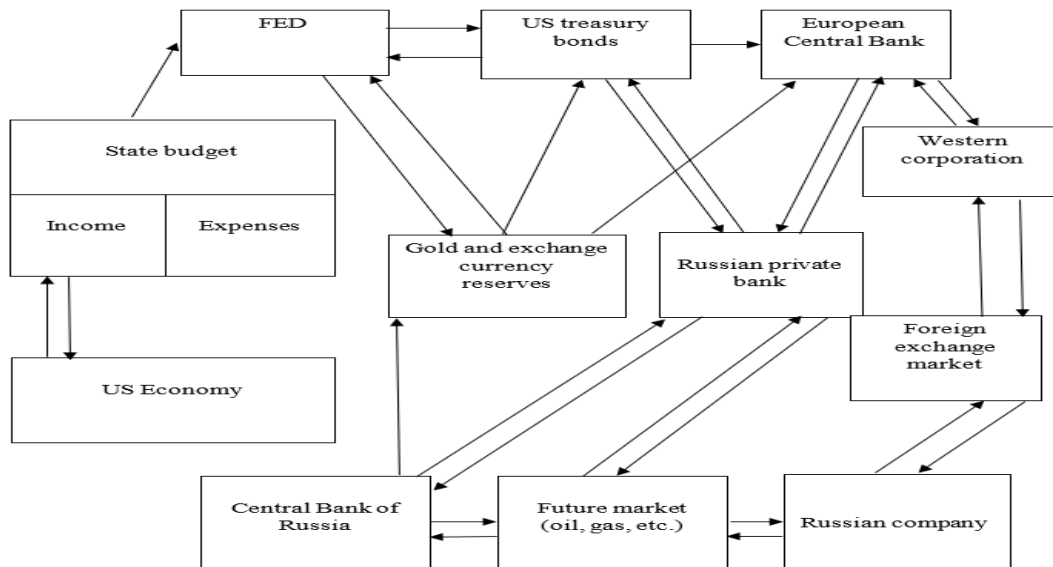 FED
US treasury
bonds
European
Central Bank
State budget
Income
Expenses
Western
corporation
Gold and exchange
currency
reserves
Russian private
bank
Foreign
exchange
market
US Economy
Central Bank of
Russia
Future market
(oil, gas, etc.)
Russian company